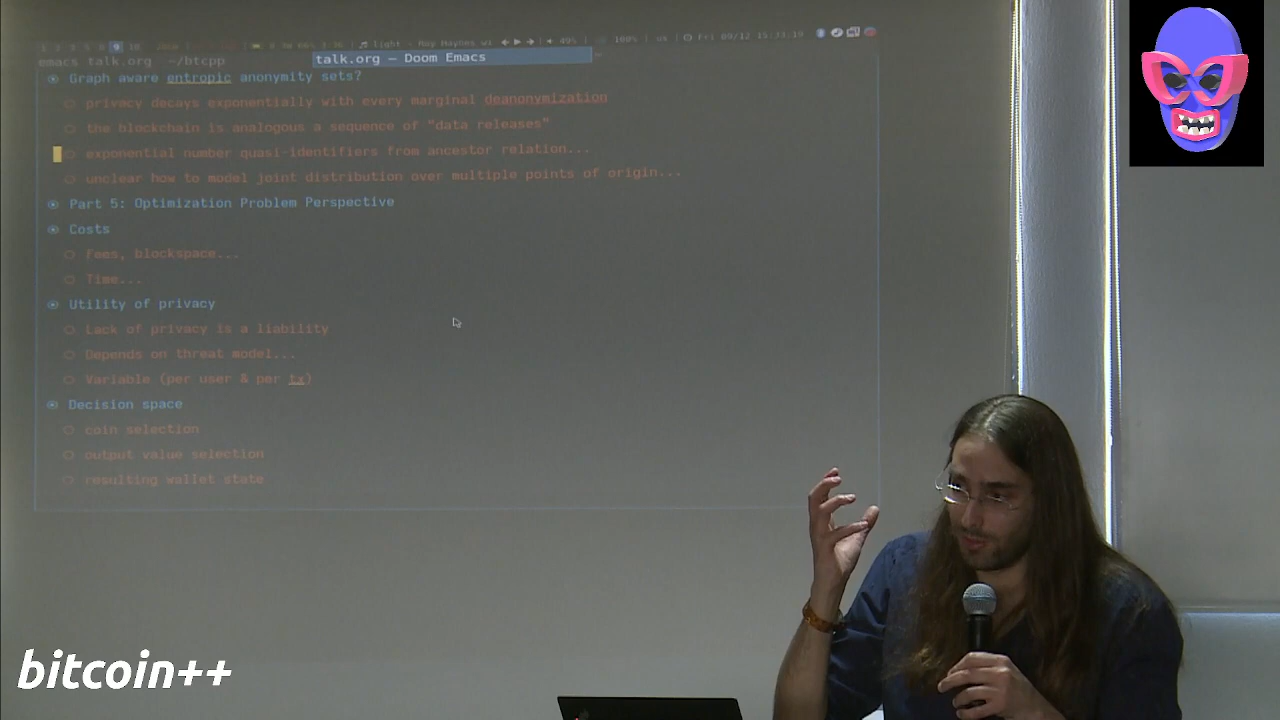 emacs talk.org ~/btcpp
talk.org — Doom Emacs
Graph aware entropic anonymity sets?
privacy decays exponentially with every marginal deanonymization
the blockchain is analogous a sequence of "data releases"
exponential number quasi-identifiers from ancestor relation...
unclear how to model joint distribution over multiple points of origin...
Part 5: Optimization Problem Perspective
Costs
Fees, blockspace...
Time...
Utility of privacy
Lack of privacy is a liability
Depends on threat model...
Variable (per user & per tx)
Decision space
coin selection
output value selection
resulting wallet state
bitcoin++